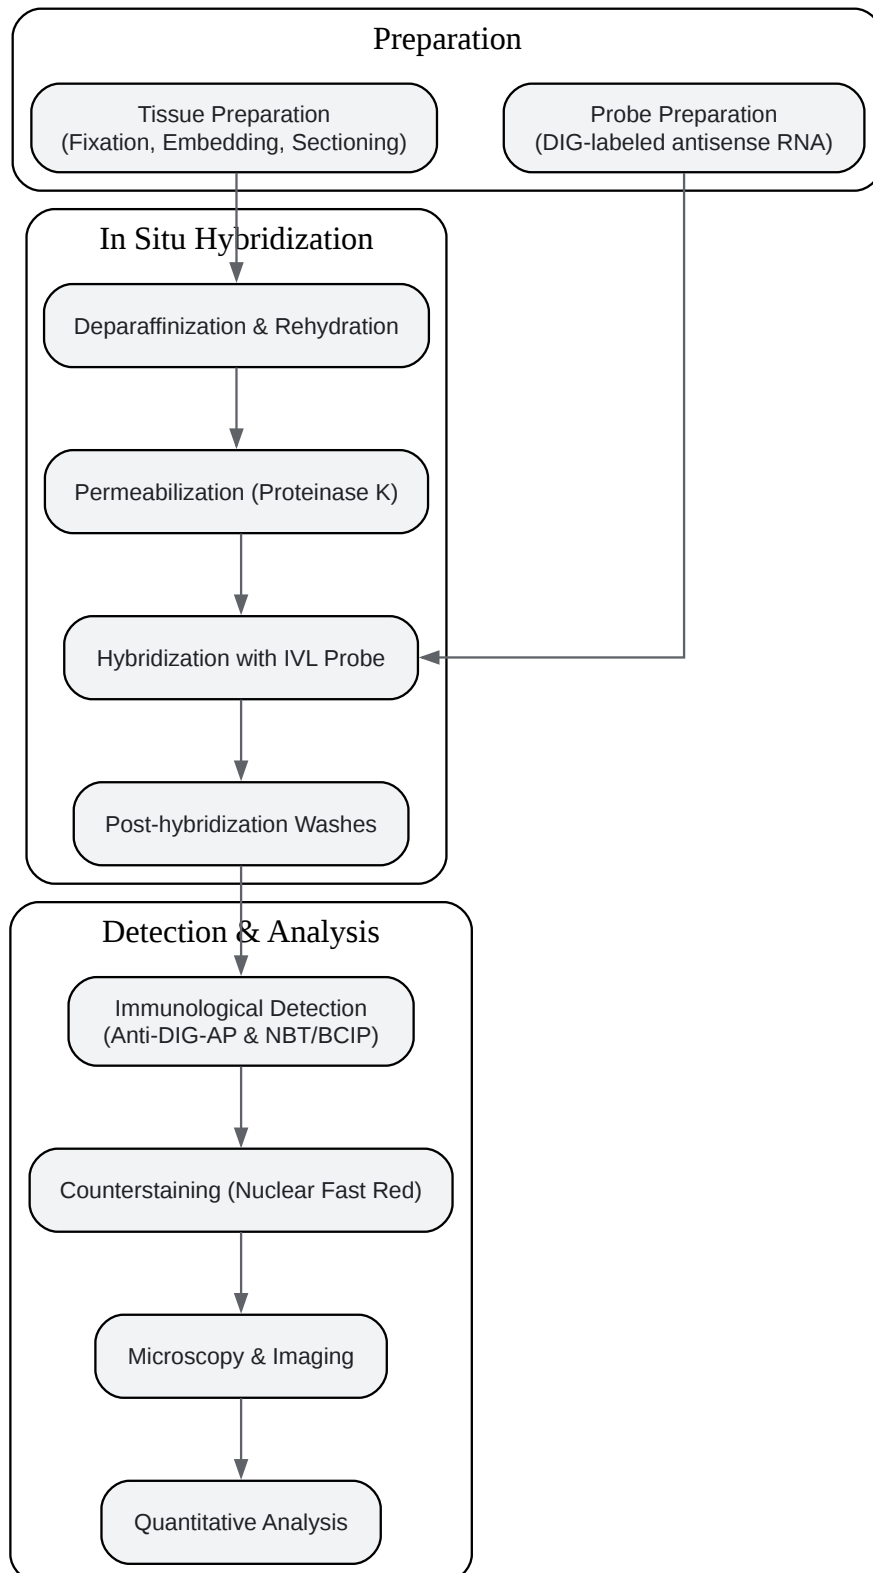 Preparation
Tissue Preparation
(Fixation, Embedding, Sectioning)
Probe Preparation
(DIG-labeled antisense RNA)
In Situ Hybridization
Deparaffinization & Rehydration
Permeabilization (Proteinase K)
Hybridization with IVL Probe
Post-hybridization Washes
Detection & Analysis
Immunological Detection
(Anti-DIG-AP & NBT/BCIP)
Counterstaining (Nuclear Fast Red)
Microscopy & Imaging
Quantitative Analysis